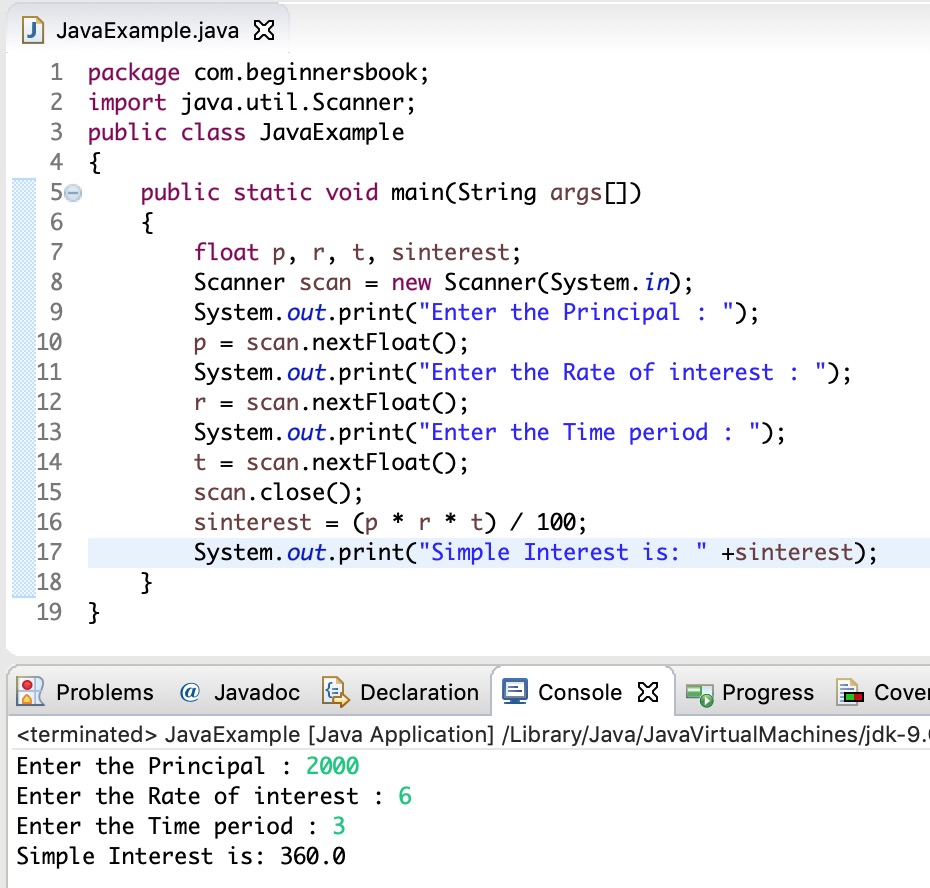 JavaExample.java
1 package com.beginnersbook;
2 import java.util.Scanner;
3 public class JavaExample
4 {
5 public static void main(String args[])
6 {
7 float p, r, t, sinterest;
8 Scanner scan = new Scanner(System.in);
9 System.out.print("Enter the Principal : ");
10 p = scan.nextFloat();
11 System.out.print("Enter the Rate of interest : ");
12 r = scan.nextFloat();
13 System.out.print("Enter the Time period : ");
14 t = scan.nextFloat();
15 scan.close();
16 sinterest = (p * r * t) / 100;
17 System.out.print("Simple Interest is: " +sinterest);
18 }
19 }
Problems @ Javadoc Declaration Console Progress Cover
<terminated> JavaExample [Java Application] /Library/Java/JavaVirtualMachines/jdk-9.
Enter the Principal : 2000
Enter the Rate of interest : 6
Enter the Time period : 3
Simple Interest is: 360.0